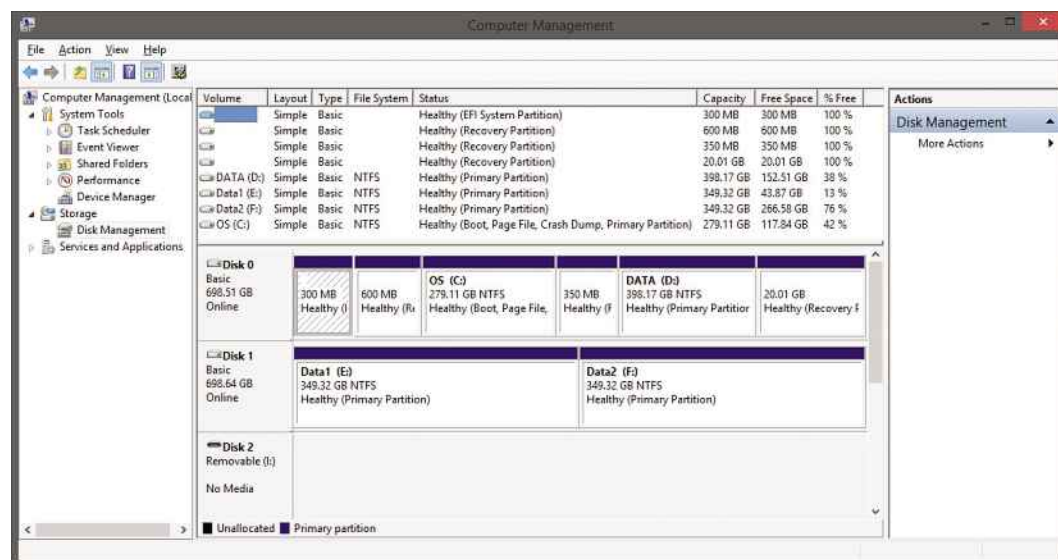 Computer Management
File Action View Help
Computer Management (Local
System Tools
Task Scheduler
Event Viewer
Shared Folders
Performance
Device Manager
Storage
Disk Management
Services and Applications
Volume Layout Type File System Status Capacity Free Space % Free
Simple Basic Healthy (EFI System Partition) 300 MB 300 MB 100 %
Simple Basic Healthy (Recovery Partition) 600 MB 600 MB 100 %
Simple Basic Healthy (Recovery Partition) 350 MB 350 MB 100 %
Simple Basic Healthy (Recovery Partition) 20.01 GB 20.01 GB 100 %
DATA (D:) Simple Basic NTFS Healthy (Primary Partition) 398.17 GB 152.51 GB 38 %
Data1 (E:) Simple Basic NTFS Healthy (Primary Partition) 349.32 GB 43.87 GB 13 %
Data2 (F:) Simple Basic NTFS Healthy (Primary Partition) 349.32 GB 266.58 GB 76 %
OS (C:) Simple Basic NTFS Healthy (Boot, Page File, Crash Dump, Primary Partition) 279.11 GB 117.84 GB 42 %
Disk 0
Basic
698.51 GB
Online
300 MB
Healthy (I
600 MB
Healthy (Re
OS (C:)
279.11 GB NTFS
Healthy (Boot, Page File,
350 MB
Healthy (F
DATA (D:)
398.17 GB NTFS
Healthy (Primary Partitior
20.01 GB
Healthy (Recovery F
Disk 1
Basic
698.64 GB
Online
Data1 (E:)
349.32 GB NTFS
Healthy (Primary Partition)
Data2 (F:)
349.32 GB NTFS
Healthy (Primary Partition)
Disk 2
Removable (I:)
No Media
Unallocated Primary partition
Actions
Disk Management
More Actions